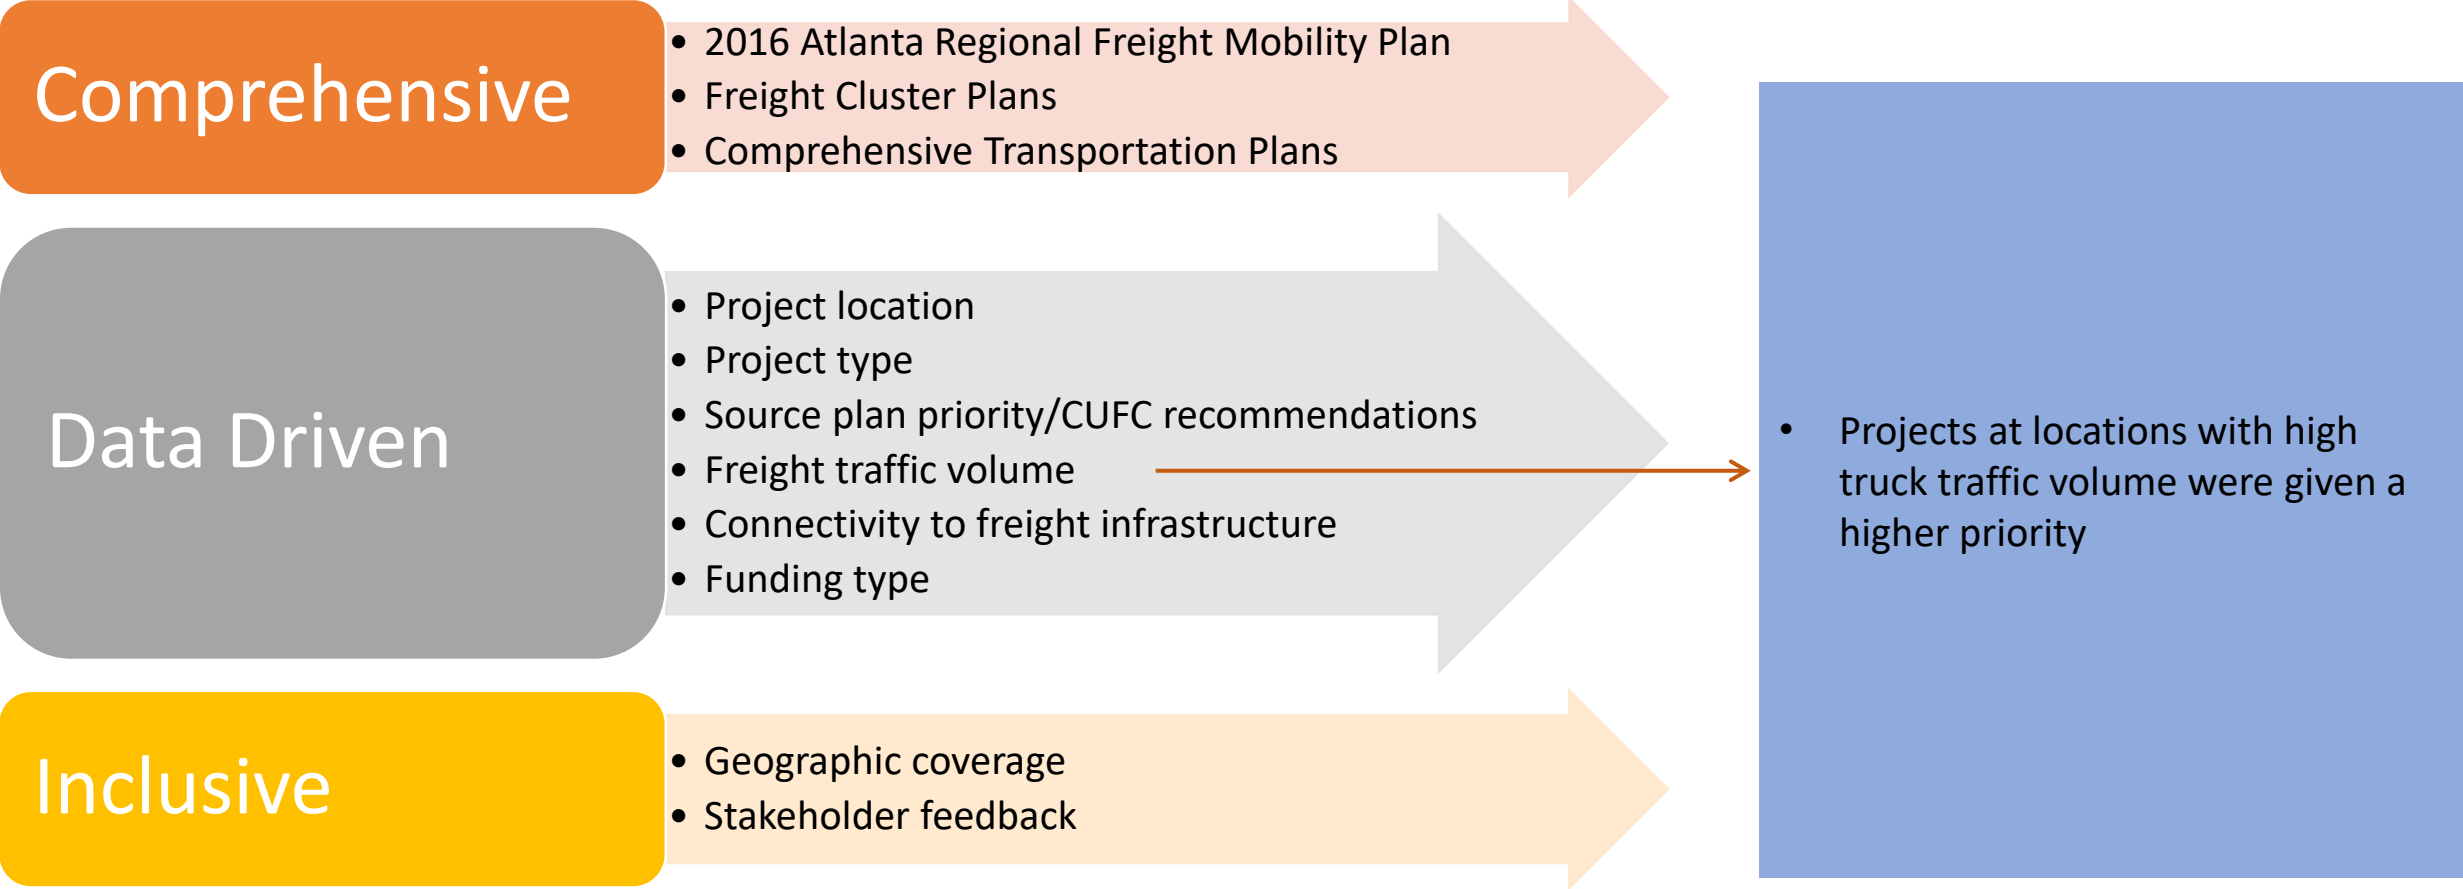 Comprehensive
• 2016 Atlanta Regional Freight Mobility Plan
• Freight Cluster Plans
• Comprehensive Transportation Plans
Data Driven
• Project location
• Project type
• Source plan priority/CUFC recommendations
• Freight traffic volume
• Connectivity to freight infrastructure
• Funding type
• Projects at locations with high
truck traffic volume were given a
higher priority
Inclusive
• Geographic coverage
• Stakeholder feedback